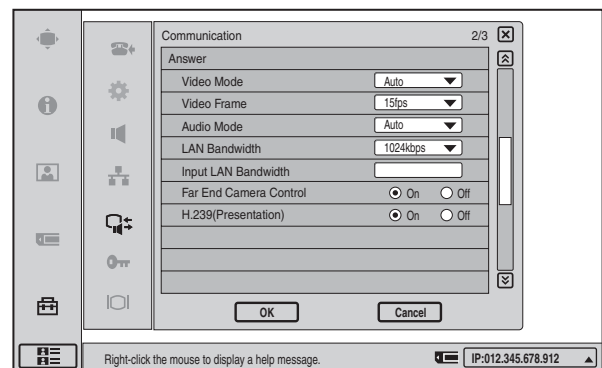 Communication 2/3
Answer
Video Mode Auto
Video Frame 15fps
Audio Mode Auto
LAN Bandwidth 1024kbps
Input LAN Bandwidth
Far End Camera Control On Off
H.239(Presentation) On Off
OK Cancel
Right-click the mouse to display a help message. IP:012.345.678.912